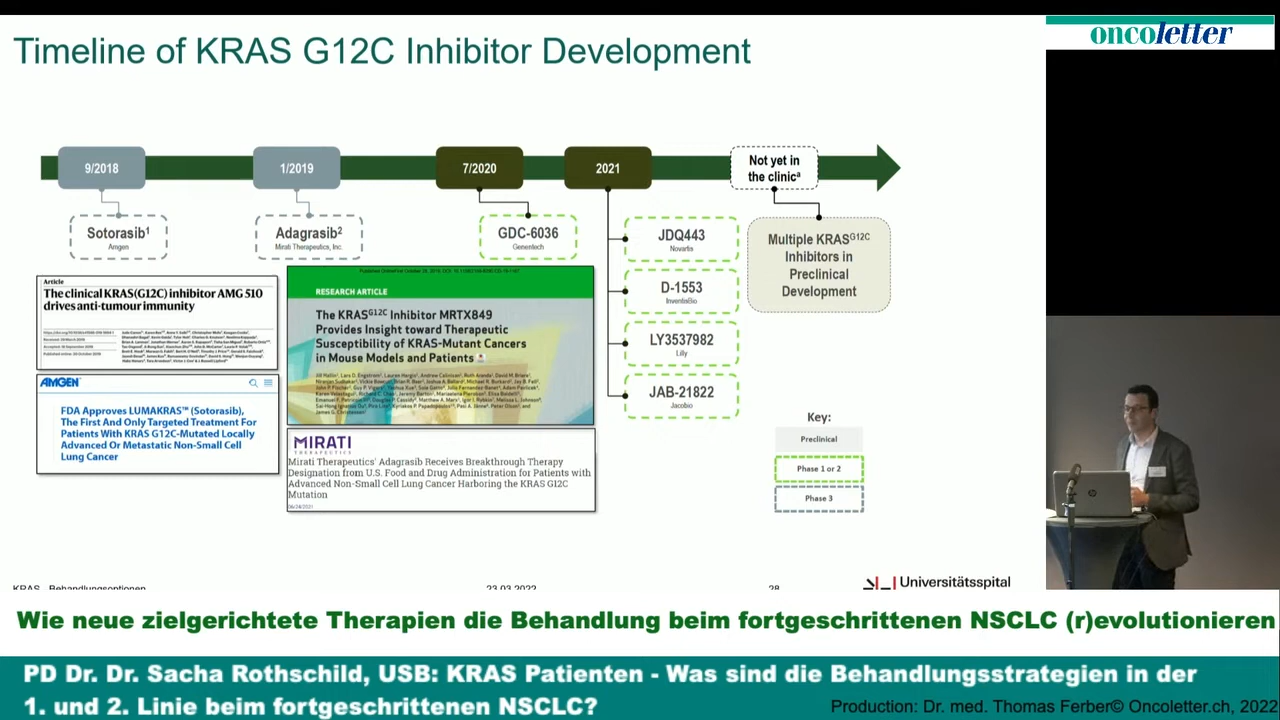 Timeline of KRAS G12C Inhibitor Development
oncoletter
9/2018
1/2019
7/2020
2021
Not yet in
the clinicª
Sotorasib¹
Amgen
Adagrasib²
Mirati Therapeutics, Inc.
GDC-6036
Genentech
JDQ443
Novartis
D-1553
InventisBio
LY3537982
Lilly
JAB-21822
Jacobio
Multiple KRASG12C
Inhibitors in
Preclinical
Development
Article
The clinical KRAS(G12C) inhibitor AMG 510
drives anti-tumour immunity
AMGEN
FDA Approves LUMAKRAS™ (Sotorasib),
The First And Only Targeted Treatment For
Patients With KRAS G12C-Mutated Locally
Advanced Or Metastatic Non-Small Cell
Lung Cancer
RESEARCH ARTICLE
The KRASG12C Inhibitor MRTX849
Provides Insight toward Therapeutic
Susceptibility of KRAS-Mutant Cancers
in Mouse Models and Patients
MIRATI
THERAPEUTICS
Mirati Therapeutics' Adagrasib Receives Breakthrough Therapy
Designation from U.S. Food and Drug Administration for Patients with
Advanced Non-Small Cell Lung Cancer Harboring the KRAS G12C
Mutation
06/24/2021
Key:
Preclinical
Phase 1 or 2
Phase 3
hp
KRAS - Behandlungsoptionen
23.03.2022
28
Universitätsspital
Wie neue zielgerichtete Therapien die Behandlung beim fortgeschrittenen NSCLC (r)evolutionieren
PD Dr. Dr. Sacha Rothschild, USB: KRAS Patienten - Was sind die Behandlungsstrategien in der
1. und 2. Linie beim fortgeschrittenen NSCLC?
Production: Dr. med. Thomas Ferber© Oncoletter.ch, 2022